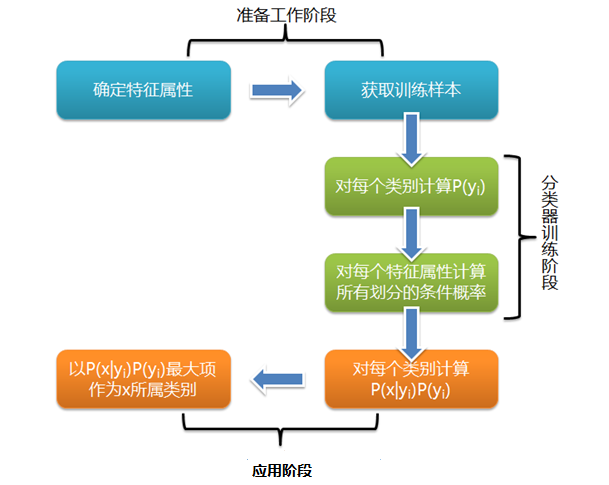 准备工作阶段
确定特征属性
获取训练样本
对每个类别计算P(yi)
对每个特征属性计算
所有划分的条件概率
分类器训练阶段
对每个类别计算
P(x|yi)P(yi)
以P(x|yi)P(yi)最大项
作为x所属类别
应用阶段